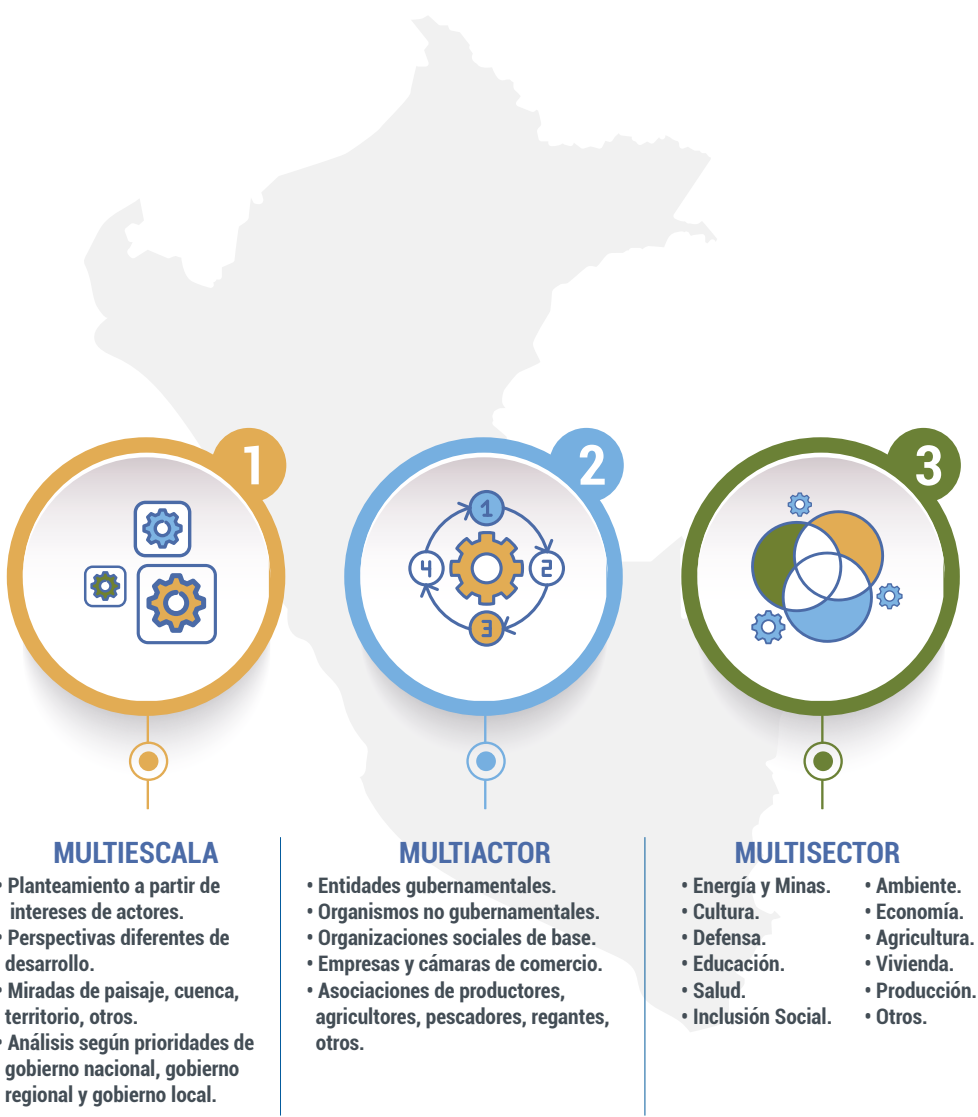 1
2
3
1
2
3
4
MULTIESCALA
• Planteamiento a partir de
intereses de actores.
• Perspectivas diferentes de
desarrollo.
• Miradas de paisaje, cuenca,
territorio, otros.
• Análisis según prioridades de
gobierno nacional, gobierno
regional y gobierno local.
MULTIACTOR
• Entidades gubernamentales.
• Organismos no gubernamentales.
• Organizaciones sociales de base.
• Empresas y cámaras de comercio.
• Asociaciones de productores,
agricultores, pescadores, regantes,
otros.
MULTISECTOR
• Energía y Minas.
• Cultura.
• Defensa.
• Educación.
• Salud.
• Inclusión Social.
• Ambiente.
• Economía.
• Agricultura.
• Vivienda.
• Producción.
• Otros.